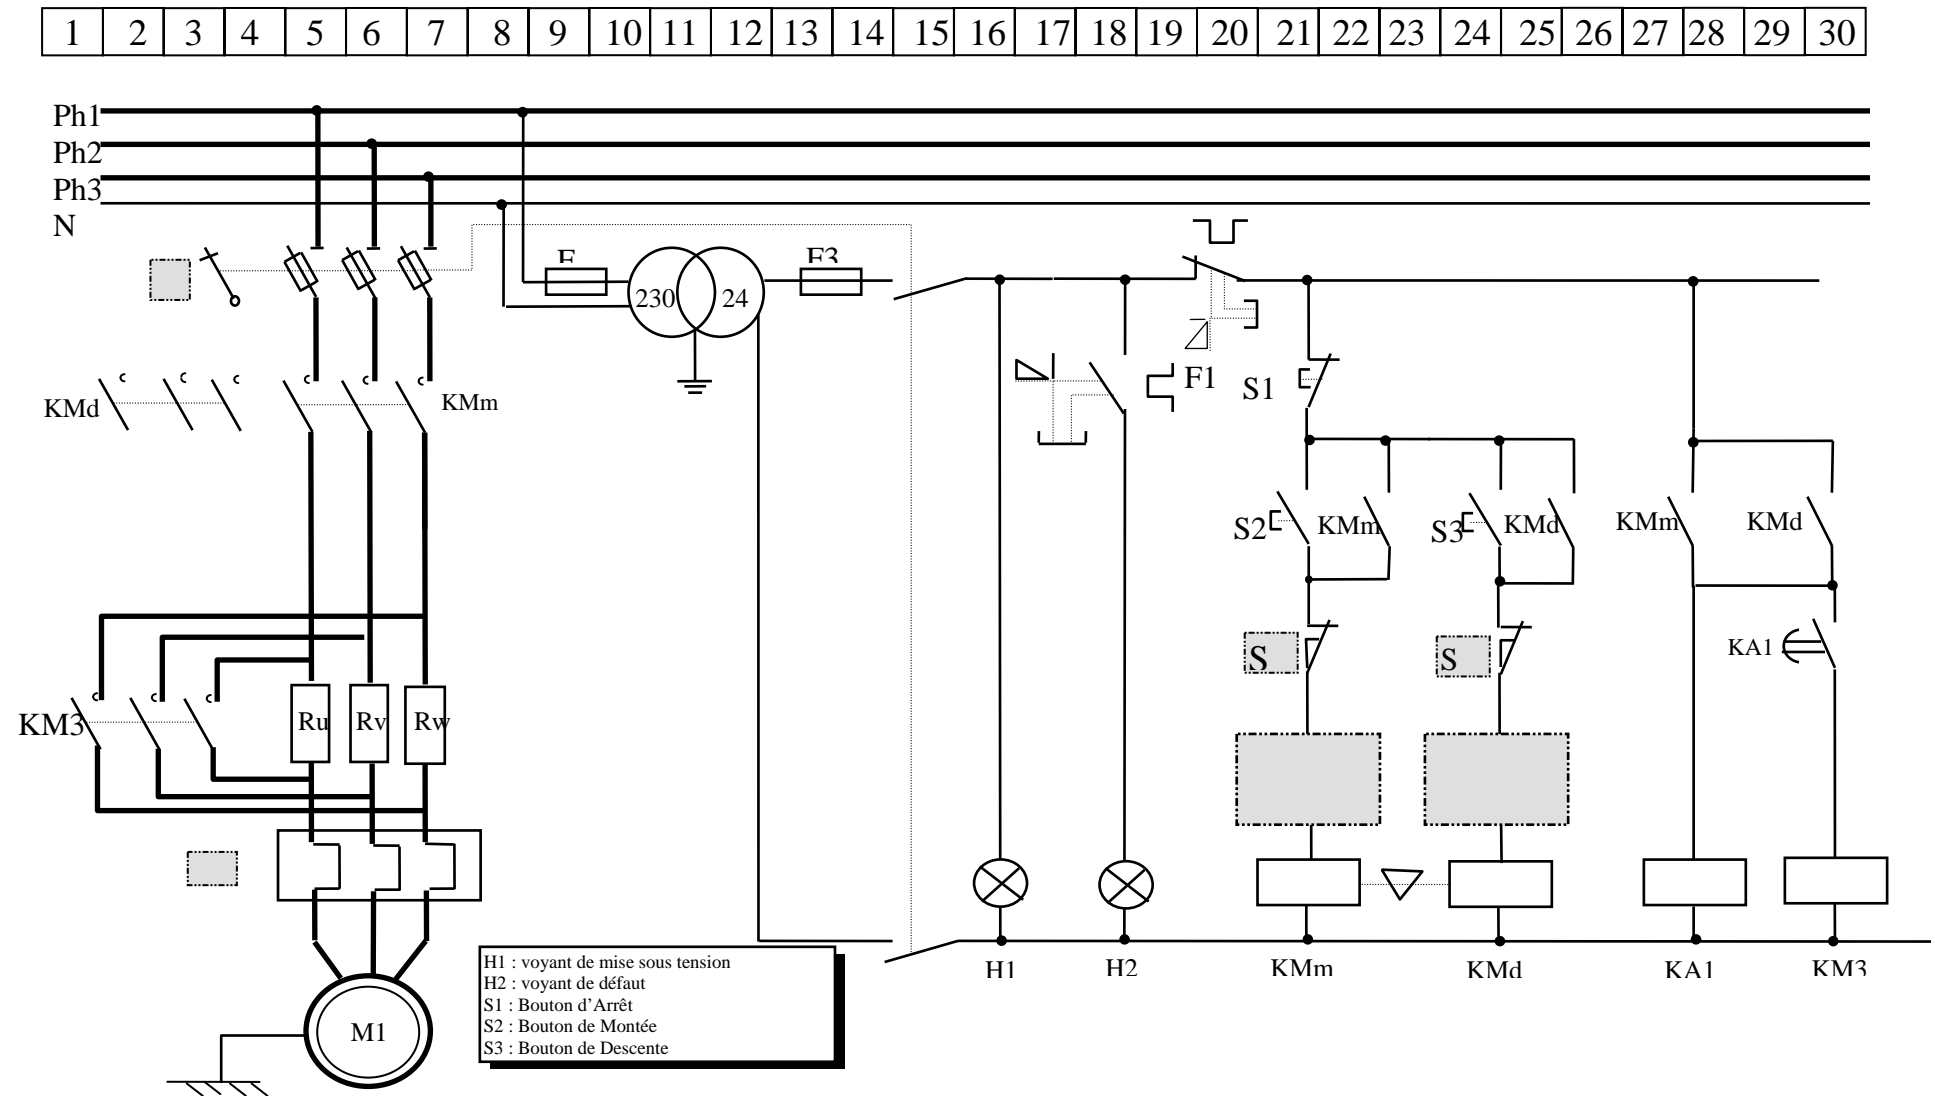 1 2 3 4 5 6 7 8 9 10 11 12 13 14 15 16 17 18 19 20 21 22 23 24 25 26 27 28 29 30
Ph1
Ph2
Ph3
N
F3
230 24
KMd
KMm
F1
S1
S2
KMm
S3
KMd
KMm
KMd
S
S
KA1
KM3
Ru
Rv
Rw
M1
H1 : voyant de mise sous tension
H2 : voyant de défaut
S1 : Bouton d'Arrêt
S2 : Bouton de Montée
S3 : Bouton de Descente
H1
H2
KMm
KMd
KA1
KM3